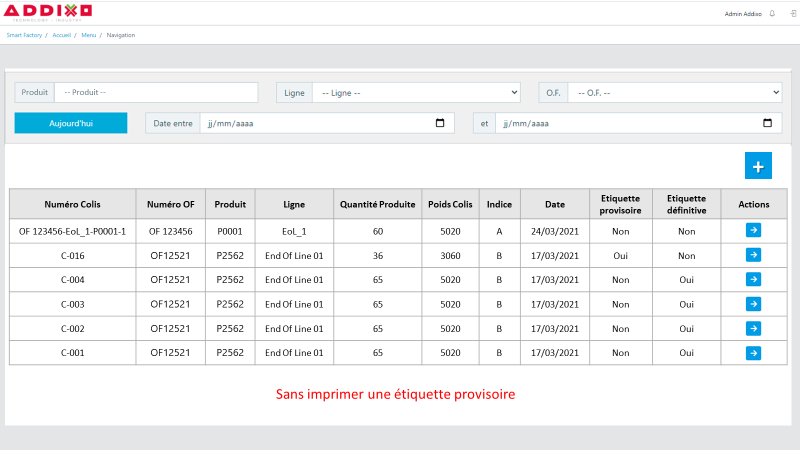 ADDIXO
TECHNOLOGY - INDUSTRY
Admin Addixo
Smart Factory / Accueil / Menu / Navigation
Produit -- Produit -- Ligne -- Ligne -- O.F. -- O.F. --
Aujourd'hui Date entre jj/mm/aaaa et jj/mm/aaaa
+
Numéro Colis Numéro OF Produit Ligne Quantité Produite Poids Colis Indice Date Etiquette provisoire Etiquette définitive Actions
OF 123456-EoL_1-P0001-1 OF 123456 P0001 EoL_1 60 5020 A 24/03/2021 Non Non
C-016 OF12521 P2562 End Of Line 01 36 3060 B 17/03/2021 Oui Non
C-004 OF12521 P2562 End Of Line 01 65 5020 B 17/03/2021 Non Oui
C-003 OF12521 P2562 End Of Line 01 65 5020 B 17/03/2021 Non Oui
C-002 OF12521 P2562 End Of Line 01 65 5020 B 17/03/2021 Non Oui
C-001 OF12521 P2562 End Of Line 01 65 5020 B 17/03/2021 Non Oui
Sans imprimer une étiquette provisoire